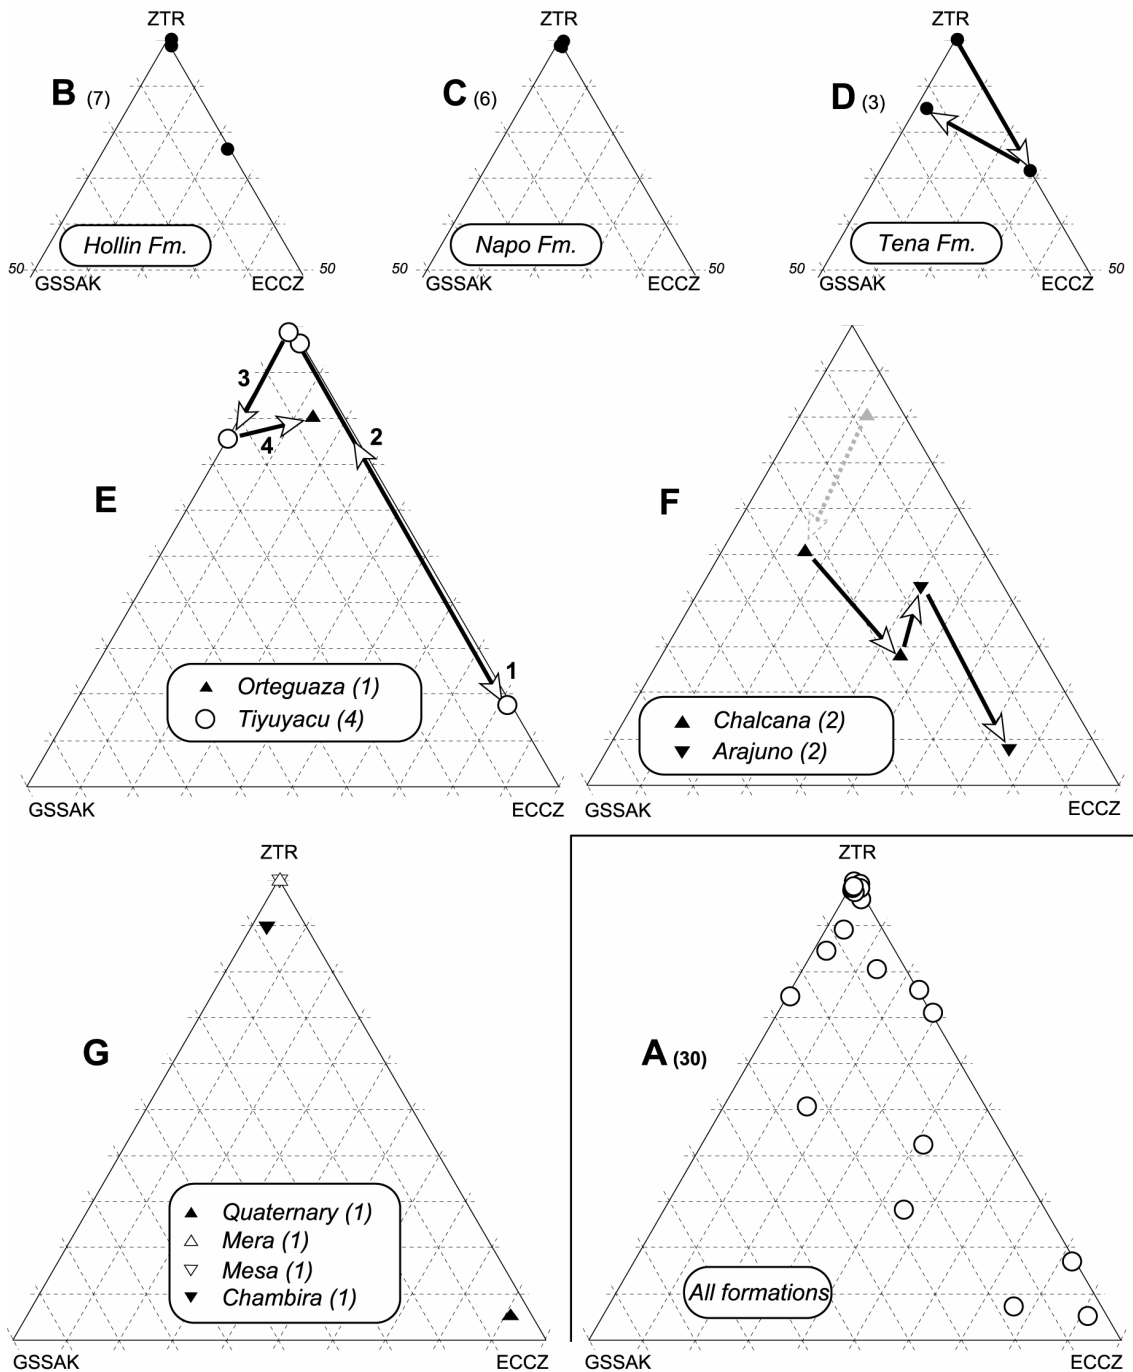 ZTR
ZTR
ZTR
B (7)
C (6)
D (3)
Hollin Fm.
Napo Fm.
Tena Fm.
50
50
50
50
50
50
GSSAK
ECCZ
GSSAK
ECCZ
GSSAK
ECCZ
3
4
2
E
F
1
Orteguaza (1)
Tiyuyacu (4)
Chalcana (2)
Arajuno (2)
GSSAK
ECCZ
GSSAK
ECCZ
ZTR
ZTR
G
A (30)
Quaternary (1)
Mera (1)
Mesa (1)
Chambira (1)
All formations
GSSAK
ECCZ
GSSAK
ECCZ